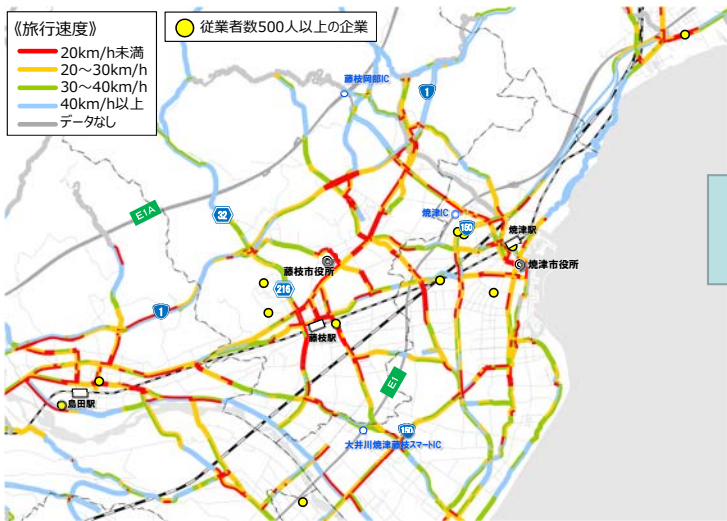 《旅行速度》
20km/h未満
20～30km/h
30～40km/h
40km/h以上
データなし
従業者数500人以上の企業
藤枝岡部IC
1
E1A
32
焼津IC
150
焼津駅
藤枝市役所
焼津市役所
216
1
藤枝駅
E1
島田駅
150
大井川焼津藤枝スマートIC